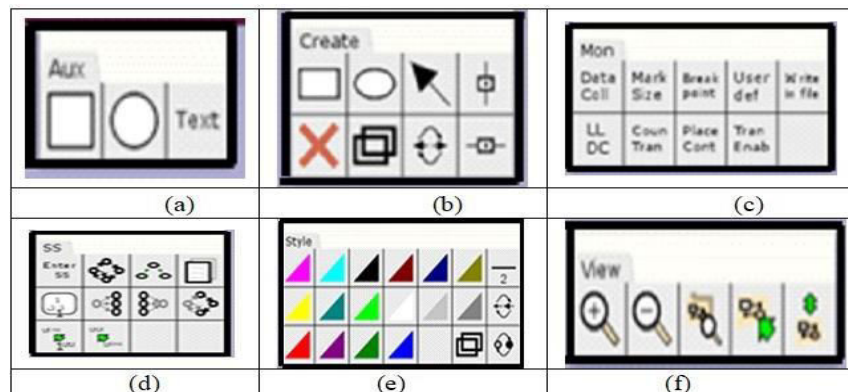 Aux
Text
(a)
Create
(b)
Mon
Data Mark Break User Write
Coll Size point def in file
LL Coun Place Tran
DC Tran Cont Enab
(c)
SS
Enter
SS
(d)
Style
2
(e)
View
(f)